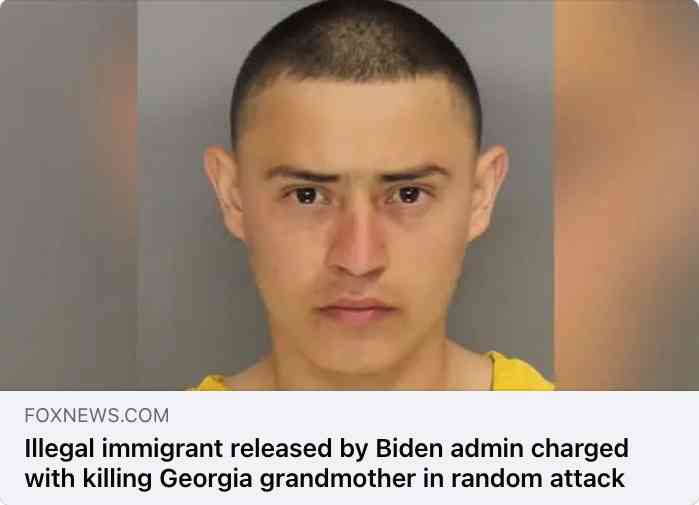 FOXNEWS.COM
Illegal immigrant released by Biden admin charged
with killing Georgia grandmother in random attack